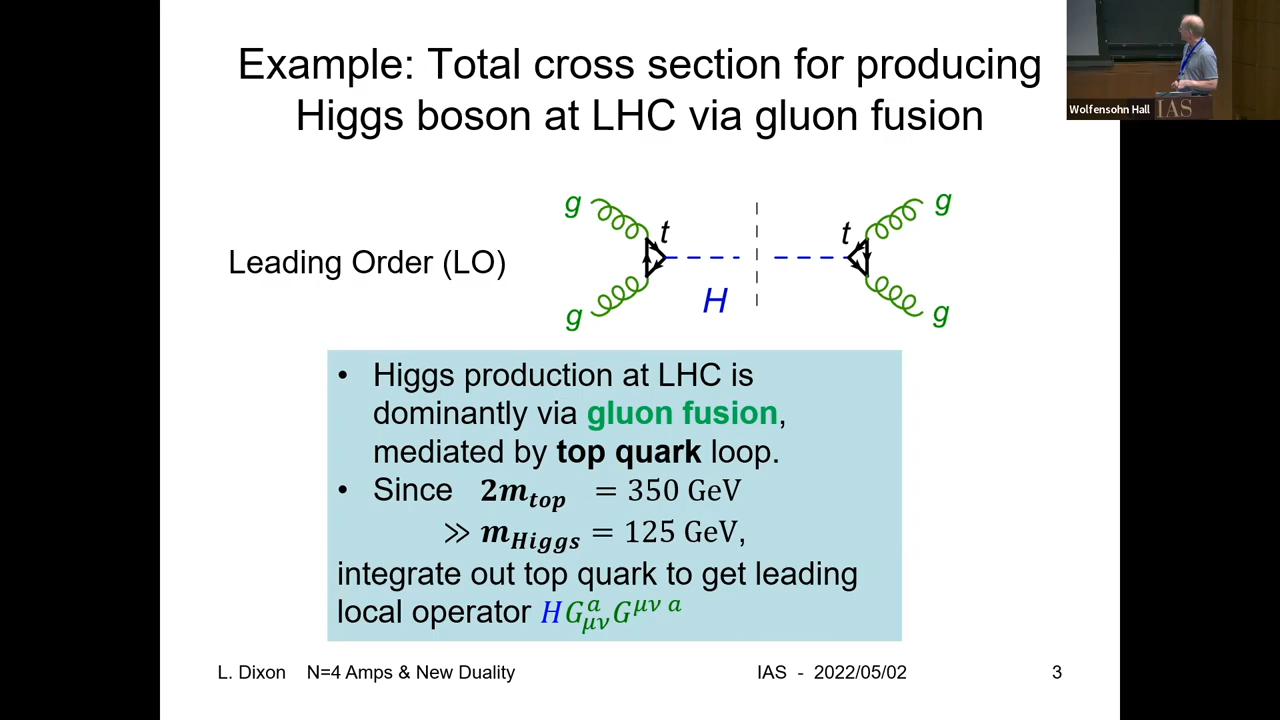 Example: Total cross section for producing
Higgs boson at LHC via gluon fusion
Wolfensohn Hall
IAS
g
g
t
t
Leading Order (LO)
H
g
g
• Higgs production at LHC is
dominantly via gluon fusion,
mediated by top quark loop.
• Since 2m_top = 350 GeV
≫ m_Higgs = 125 GeV,
integrate out top quark to get leading
local operator HG^a_μν G^μν a
L. Dixon N=4 Amps & New Duality
IAS - 2022/05/02
3